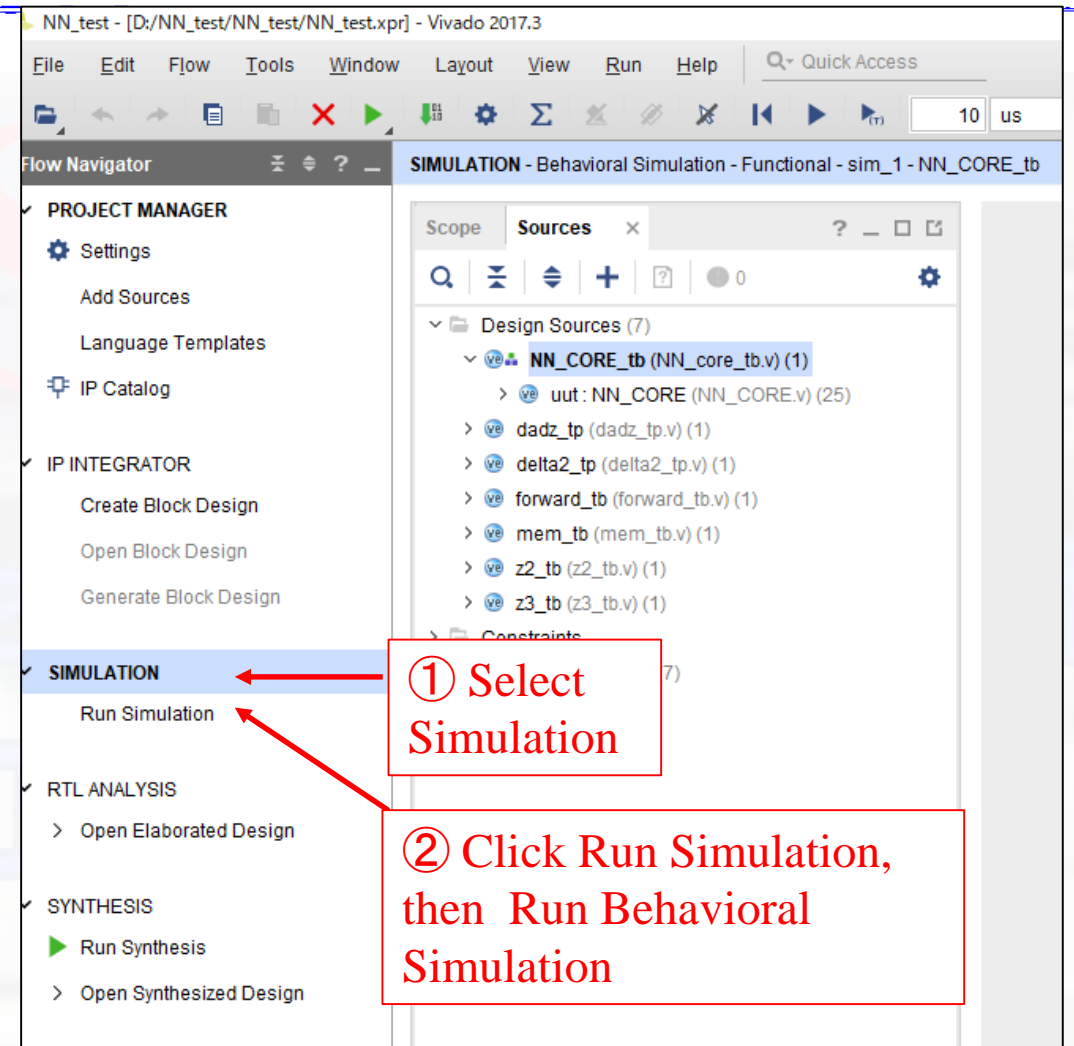 NN_test - [D:/NN_test/NN_test/NN_test.xpr] - Vivado 2017.3
File Edit Flow Tools Window Layout View Run Help Quick Access
10 us
Flow Navigator
SIMULATION - Behavioral Simulation - Functional - sim_1 - NN_CORE_tb
PROJECT MANAGER
Settings
Add Sources
Language Templates
IP Catalog
IP INTEGRATOR
Create Block Design
Open Block Design
Generate Block Design
SIMULATION
Run Simulation
RTL ANALYSIS
Open Elaborated Design
SYNTHESIS
Run Synthesis
Open Synthesized Design
Scope Sources
0
Design Sources (7)
NN_CORE_tb (NN_core_tb.v) (1)
uut : NN_CORE (NN_CORE.v) (25)
dadz_tp (dadz_tp.v) (1)
delta2_tp (delta2_tp.v) (1)
forward_tb (forward_tb.v) (1)
mem_tb (mem_tb.v) (1)
z2_tb (z2_tb.v) (1)
z3_tb (z3_tb.v) (1)
Constraints
7)
① Select
Simulation
② Click Run Simulation,
then Run Behavioral
Simulation